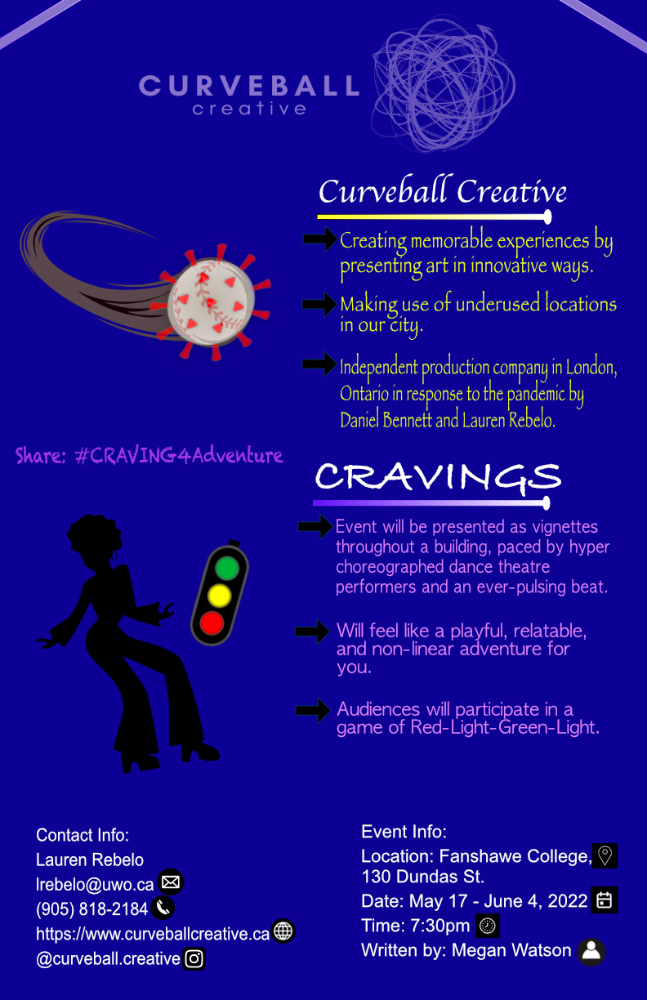 CURVEBALL
creative
Curveball Creative
Creating memorable experiences by
presenting art in innovative ways.
Making use of underused locations
in our city.
Independent production company in London,
Ontario in response to the pandemic by
Daniel Bennett and Lauren Rebelo.
Share: #CRAVING4Adventure
CRAVINGS
Event will be presented as vignettes
throughout a building, paced by hyper
choreographed dance theatre
performers and an ever-pulsing beat.
Will feel like a playful, relatable,
and non-linear adventure for
you.
Audiences will participate in a
game of Red-Light-Green-Light.
Contact Info:
Lauren Rebelo
lrebelo@uwo.ca
(905) 818-2184
https://www.curveballcreative.ca
@curveball.creative
Event Info:
Location: Fanshawe College,
130 Dundas St.
Date: May 17 - June 4, 2022
Time: 7:30pm
Written by: Megan Watson